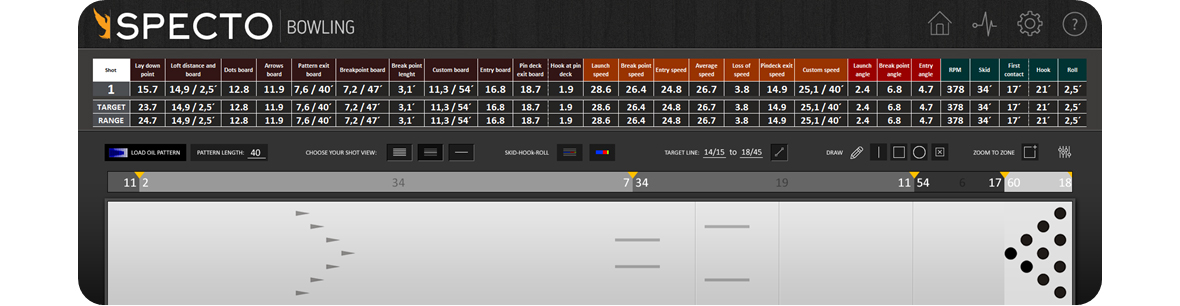 SPECTO BOWLING
?
Shot Lay down point Loft distance and board Dots board Arrows board Pattern exit board Breakpoint board Break point lenght Custom board Entry board Pin deck exit board Hook at pin deck Launch speed Break point speed Entry speed Average speed Loss of speed Pindeck exit speed Custom speed Launch angle Break point angle Entry angle RPM Skid First contact Hook Roll
1 15.7 14,9 / 2,5´ 12.8 11.9 7,6 / 40´ 7,2 / 47´ 3,1´ 11,3 / 54´ 16.8 18.7 1.9 28.6 26.4 24.8 26.7 3.8 14.9 25,1 / 40´ 2.4 6.8 4.7 378 34´ 17´ 21´ 2,5´
TARGET 23.7 14,9 / 2,5´ 12.8 11.9 7,6 / 40´ 7,2 / 47´ 3,1´ 11,3 / 54´ 16.8 18.7 1.9 28.6 26.4 24.8 26.7 3.8 14.9 25,1 / 40´ 2.4 6.8 4.7 378 34´ 17´ 21´ 2,5´
RANGE 24.7 14,9 / 2,5´ 12.8 11.9 7,6 / 40´ 7,2 / 47´ 3,1´ 11,3 / 54´ 16.8 18.7 1.9 28.6 26.4 24.8 26.7 3.8 14.9 25,1 / 40´ 2.4 6.8 4.7 378 34´ 17´ 21´ 2,5´
LOAD OIL PATTERN PATTERN LENGTH: 40 CHOOSE YOUR SHOT VIEW: SKID-HOOK-ROLL TARGET LINE: 14/15 to 18/45 DRAW ZOOM TO ZONE
11 2 34 7 34 19 11 54 6 17 60 18